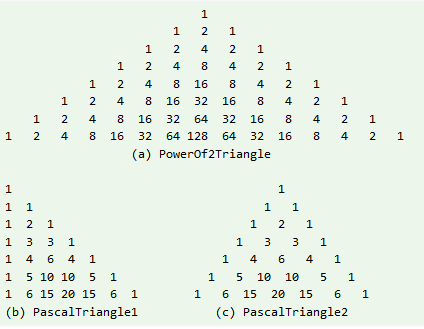 1
1 2 1
1 2 4 2 1
1 2 4 8 4 2 1
1 2 4 8 16 8 4 2 1
1 2 4 8 16 32 16 8 4 2 1
1 2 4 8 16 32 64 32 16 8 4 2 1
1 2 4 8 16 32 64 128 64 32 16 8 4 2 1
(a) PowerOf2Triangle
1
1 1
1 2 1
1 3 3 1
1 4 6 4 1
1 5 10 10 5 1
1 6 15 20 15 6 1
(b) PascalTriangle1
1
1 1
1 2 1
1 3 3 1
1 4 6 4 1
1 5 10 10 5 1
1 6 15 20 15 6 1
(c) PascalTriangle2